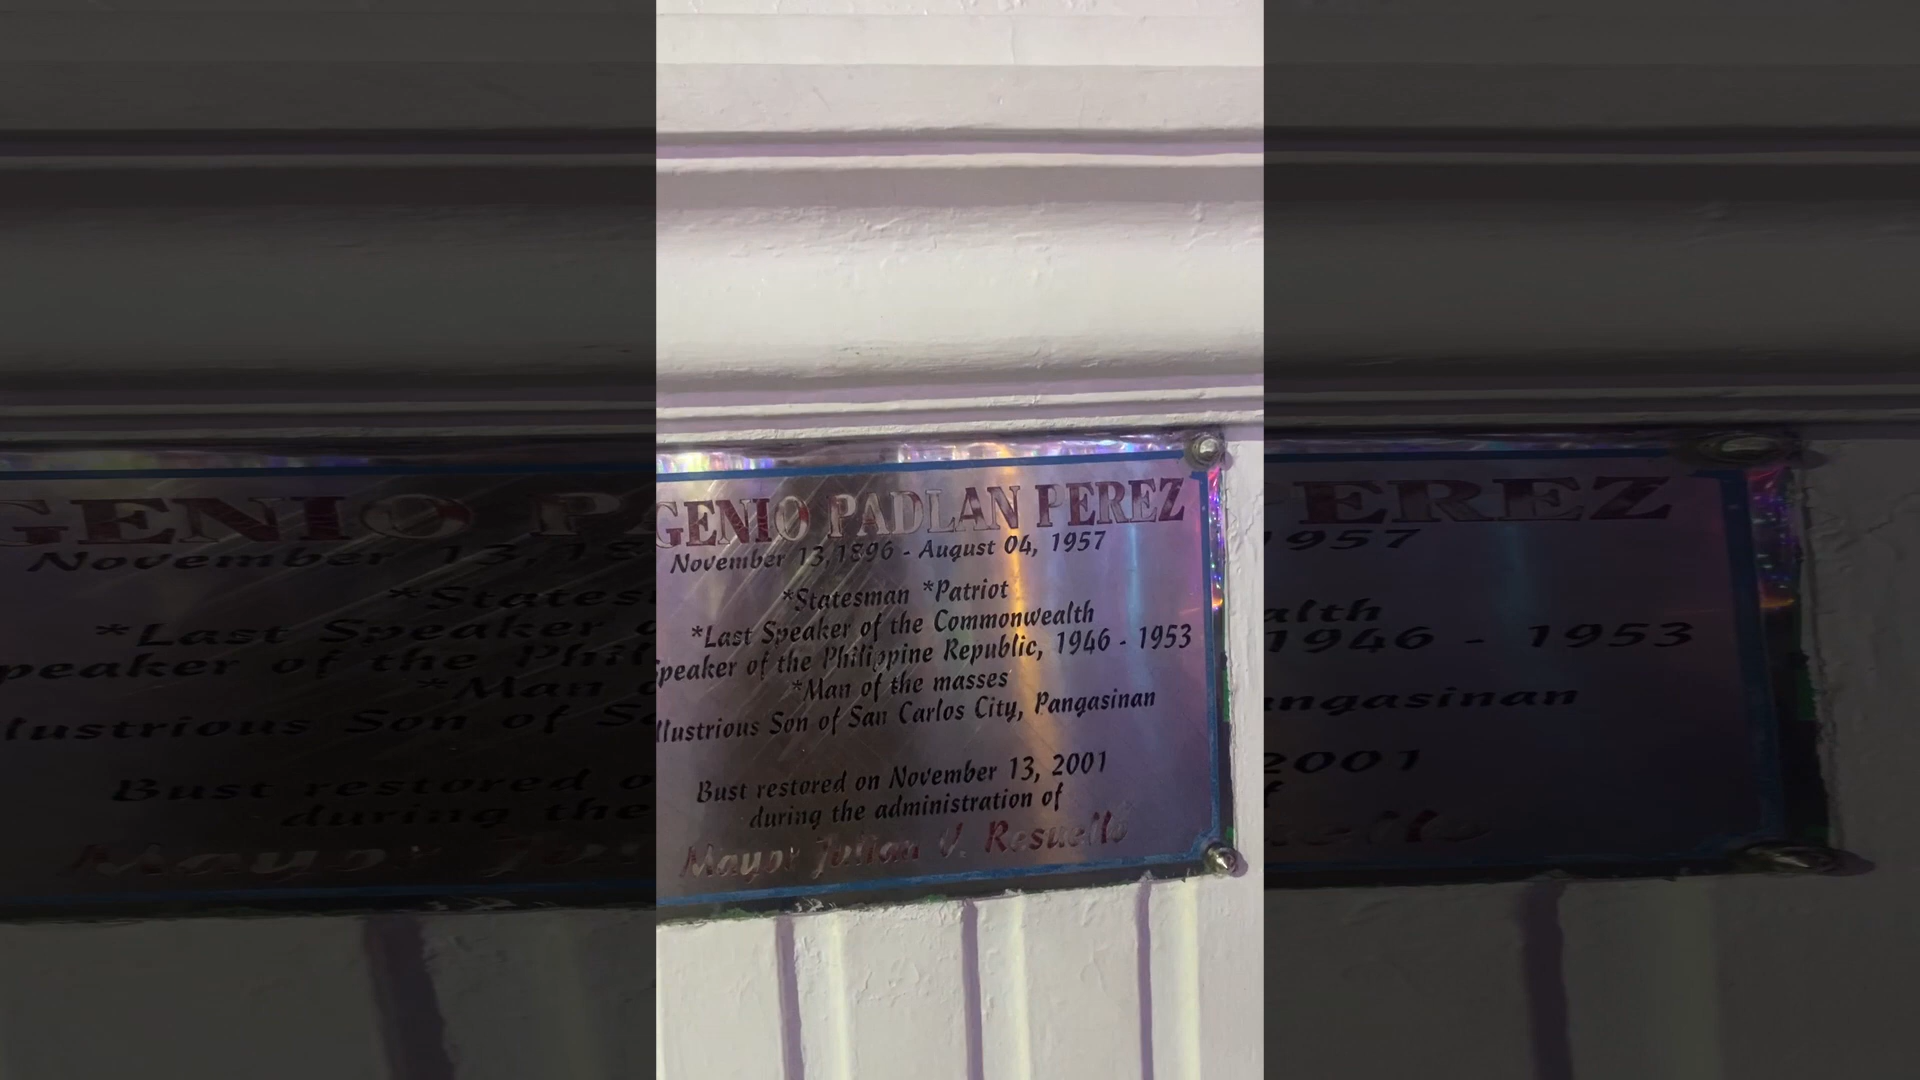 GENIO PADLAN PEREZ
November 13, 1896 - August 04, 1957
*Statesman *Patriot
*Last Speaker of the Commonwealth
Speaker of the Philippine Republic, 1946 - 1953
*Man of the masses
llustrious Son of San Carlos City, Pangasinan
Bust restored on November 13, 2001
during the administration of
Mayor Julian V. Resuello